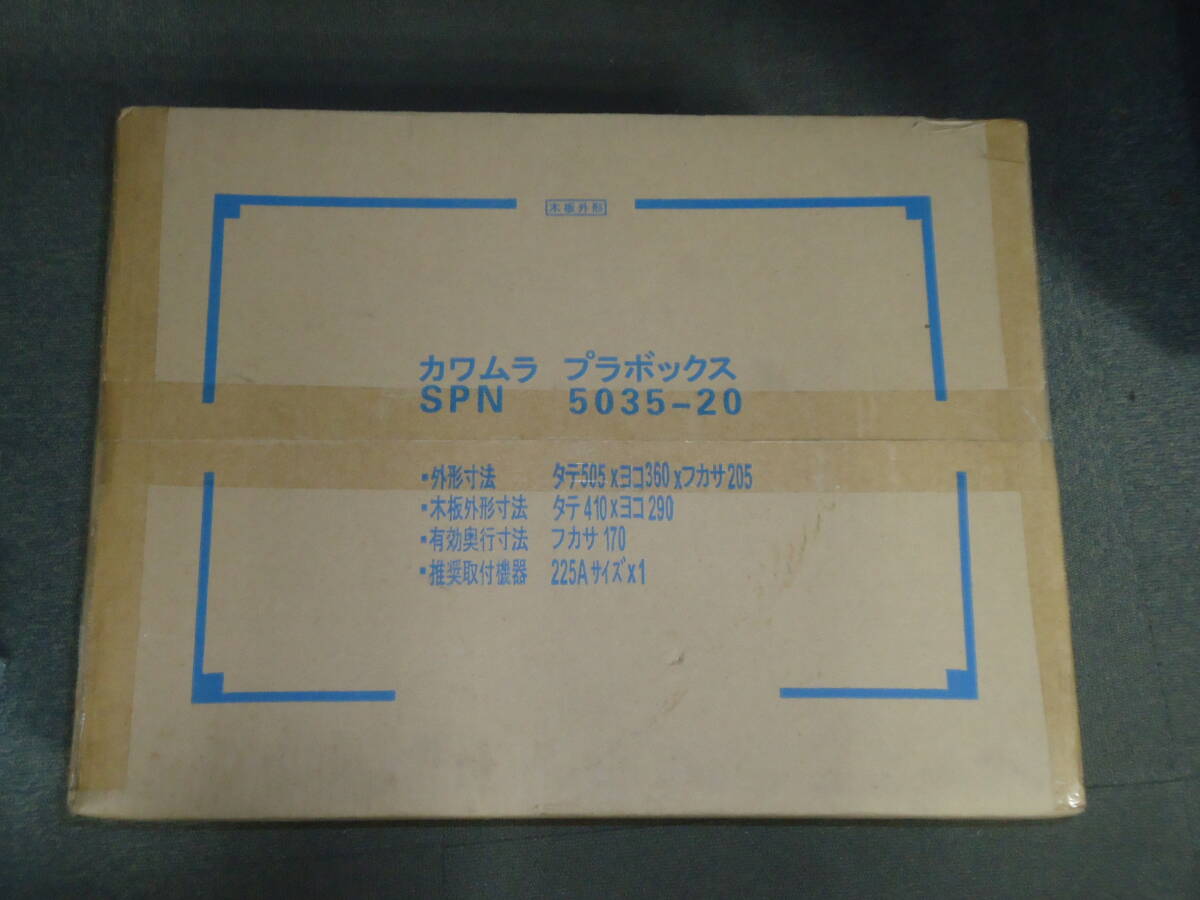 木板外形
カワムラ プラボックス
SPN 5035-20
▪外形寸法 タテ505xヨコ360xフカサ205
▪木板外形寸法 タテ410xヨコ290
▪有効奥行寸法 フカサ170
▪推奨取付機器 225Aサイズx1